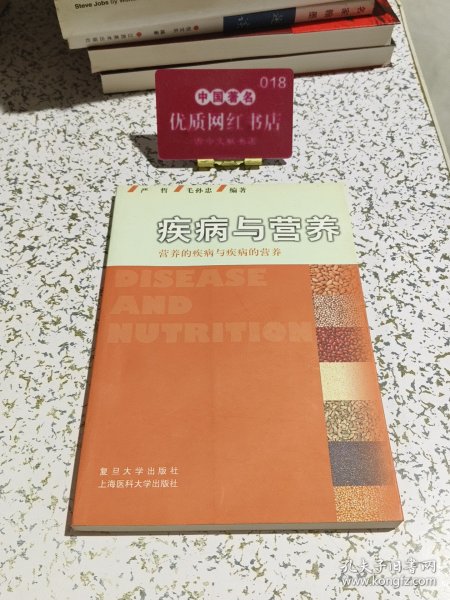 Steve Jobs by
018
中国著名
优质网红书店
严哲 毛孙忠 编著
疾病与营养
营养的疾病与疾病的营养
DISEASE
AND
NUTRITION
复旦大学出版社
上海医科大学出版社
孔夫子旧书网
www.kongfz.com